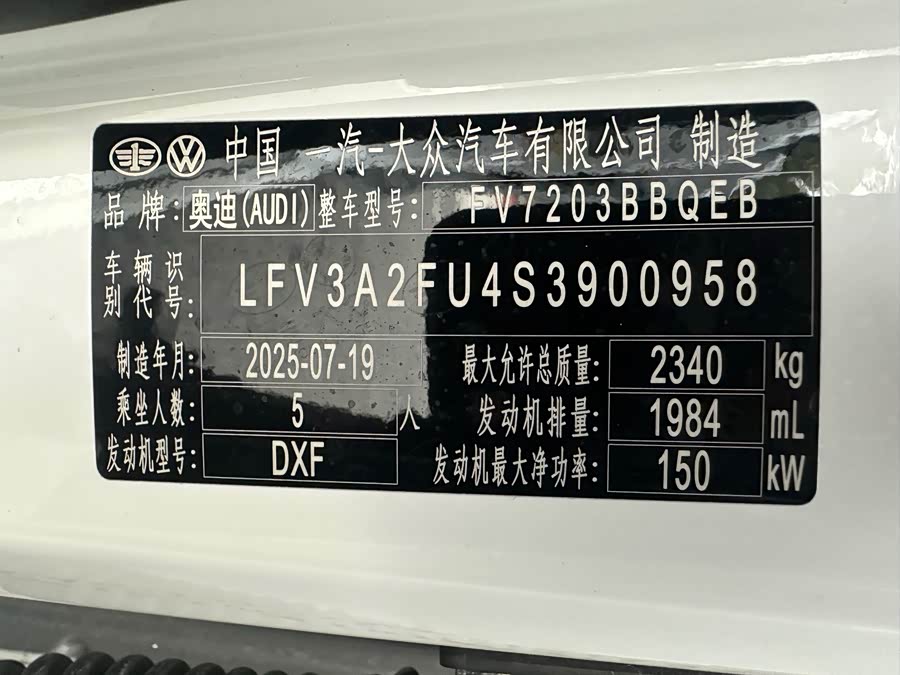 中国 一汽-大众汽车有限公司 制造
品牌: 奥迪(AUDI) 整车型号: FV7203BBQEB
车辆识别代号: LFV3A2FU4S3900958
制造年月: 2025-07-19 最大允许总质量: 2340 kg
乘坐人数: 5 人 发动机排量: 1984 mL
发动机型号: DXF 发动机最大净功率: 150 kW